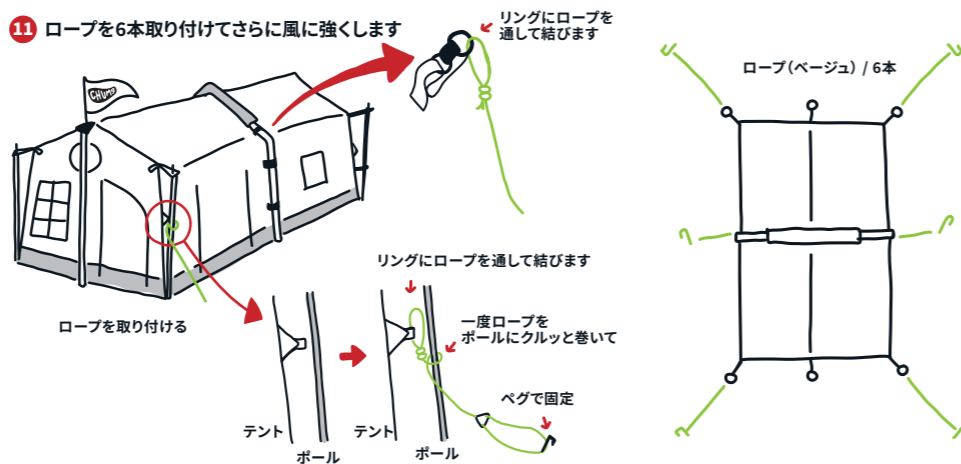 11 ロープを6本取り付けてさらに風に強くします
リングにロープを
通して結びます
ロープ（ベージュ） / 6本
CHUMS
リングにロープを通して結びます
ロープを取り付ける
一度ロープを
ポールにクルッと巻いて
ペグで固定
テント
ポール
テント
ポール